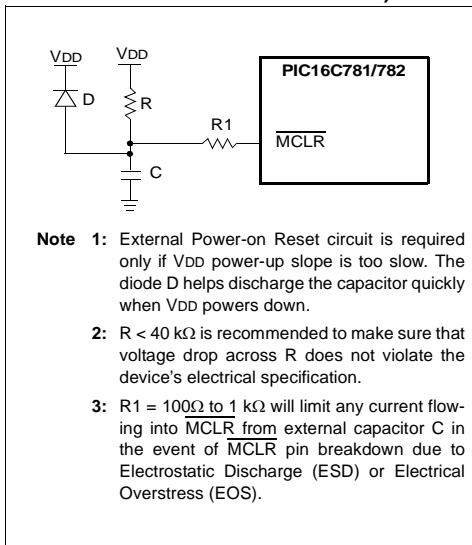 VDD VDD
PIC16C781/782
D
R
R1
MCLR
C
Note 1: External Power-on Reset circuit is required
only if VDD power-up slope is too slow. The
diode D helps discharge the capacitor quickly
when VDD powers down.
2: R < 40 kΩ is recommended to make sure that
voltage drop across R does not violate the
device's electrical specification.
3: R1 = 100Ω to 1 kΩ will limit any current flow-
ing into MCLR from external capacitor C in
the event of MCLR pin breakdown due to
Electrostatic Discharge (ESD) or Electrical
Overstress (EOS).